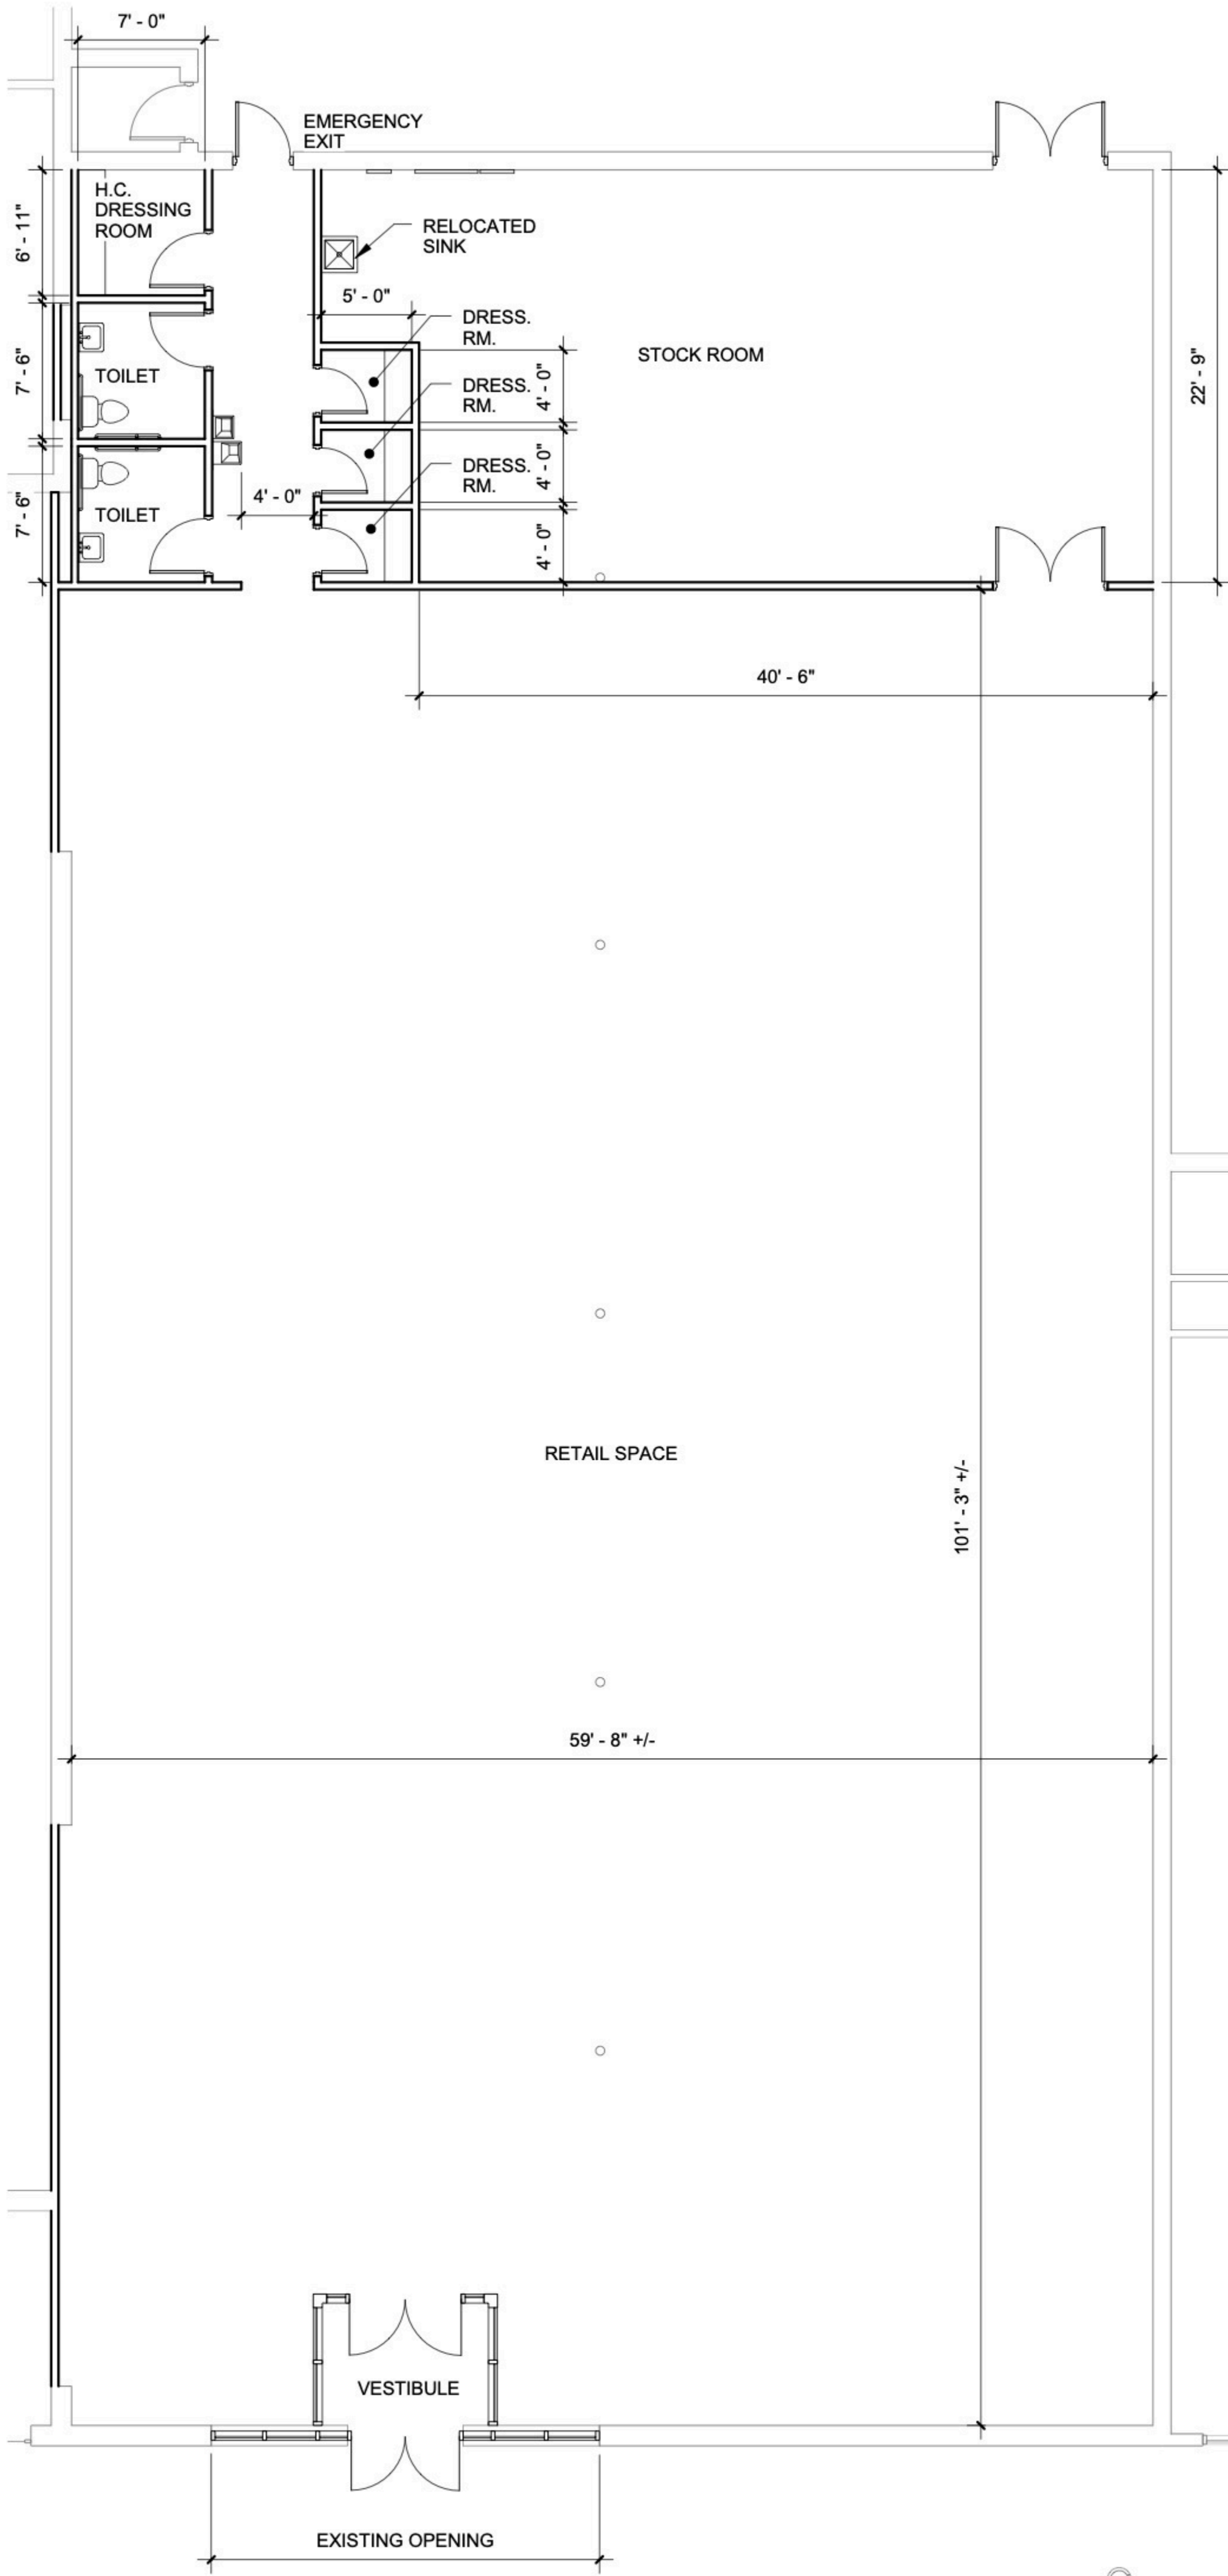 7' - 0"
EMERGENCY
EXIT
H.C.
DRESSING
ROOM
6' - 11"
RELOCATED
SINK
5' - 0"
DRESS.
RM.
STOCK ROOM
22' - 9"
7' - 6"
TOILET
4' - 0"
DRESS.
RM.
4' - 0"
DRESS.
RM.
4' - 0"
7' - 6"
TOILET
4' - 0"
40' - 6"
RETAIL SPACE
101' - 3" +/-
59' - 8" +/-
VESTIBULE
EXISTING OPENING